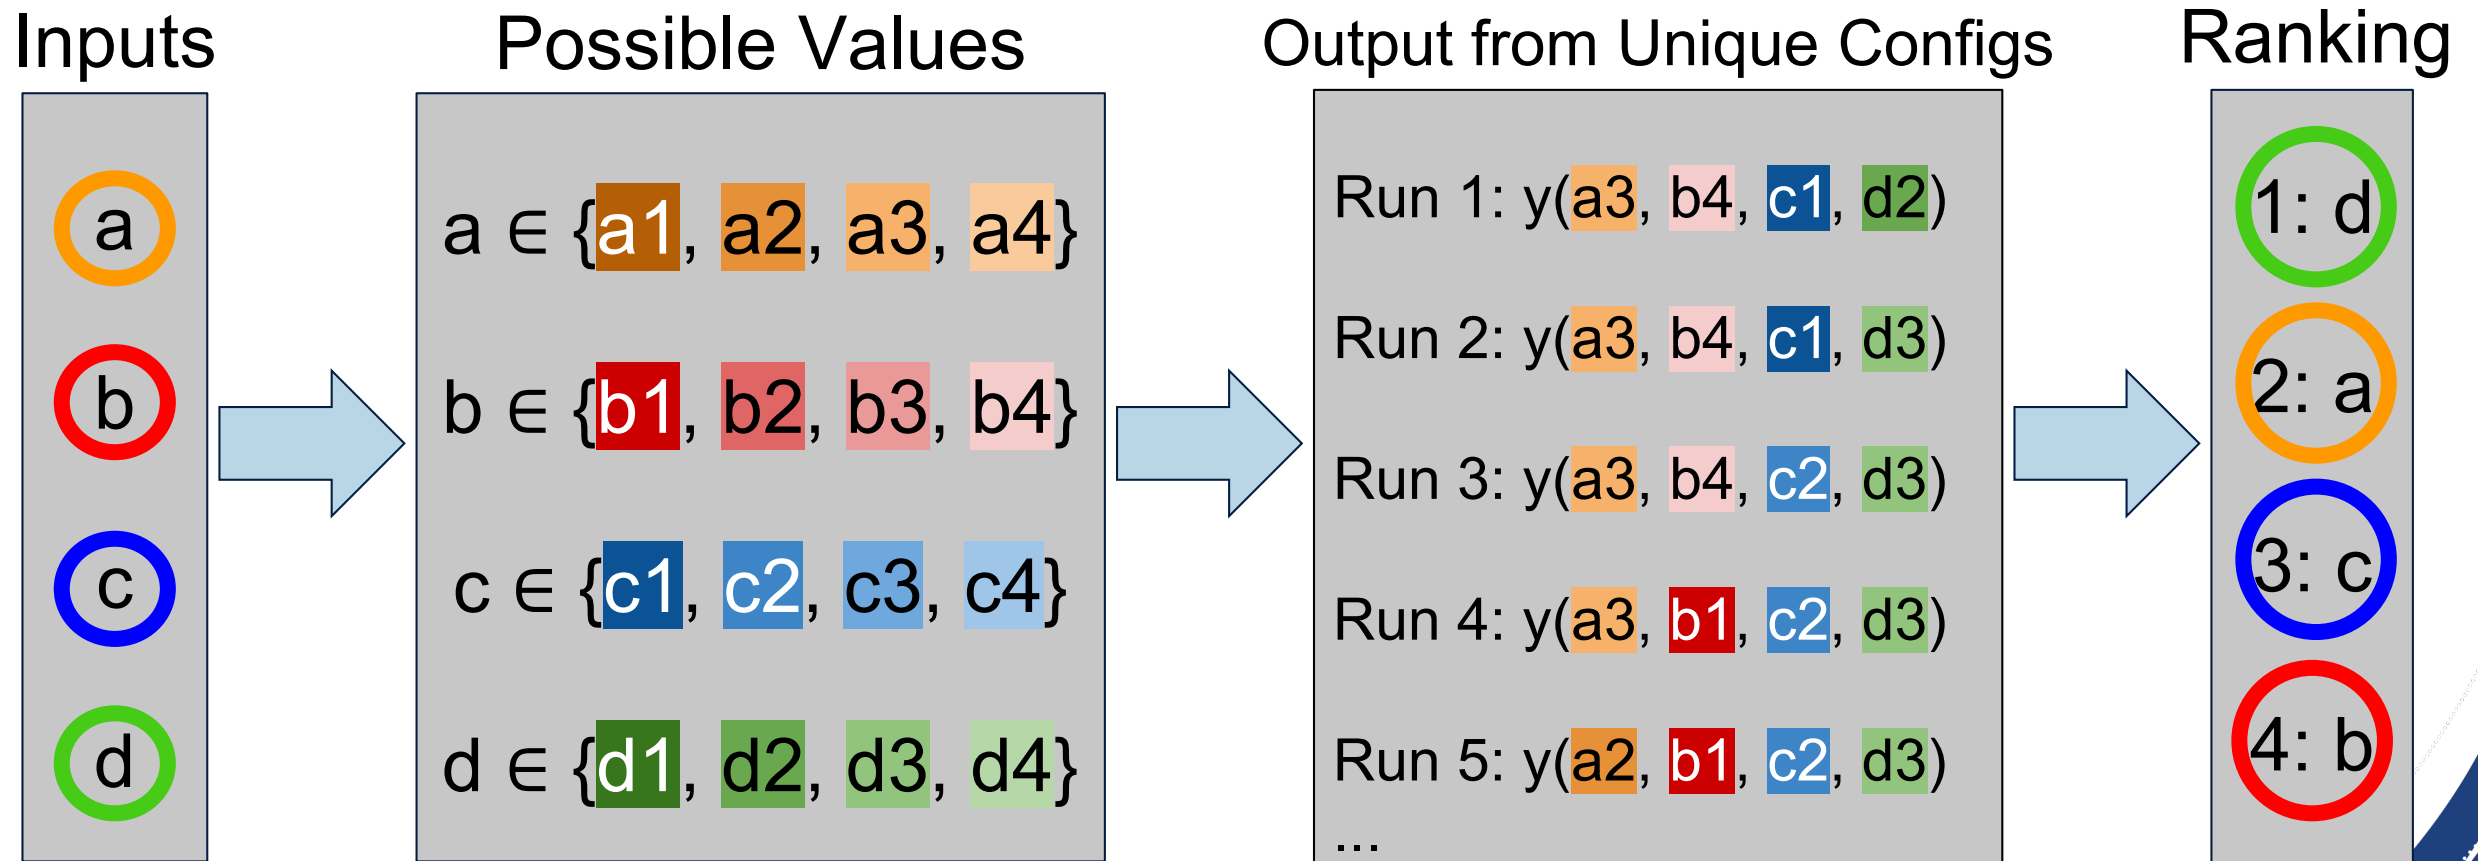 Inputs
Possible Values
Output from Unique Configs
Ranking
a
b
c
d
a ∈ {a1, a2, a3, a4}
b ∈ {b1, b2, b3, b4}
c ∈ {c1, c2, c3, c4}
d ∈ {d1, d2, d3, d4}
Run 1: y(a3, b4, c1, d2)
Run 2: y(a3, b4, c1, d3)
Run 3: y(a3, b4, c2, d3)
Run 4: y(a3, b1, c2, d3)
Run 5: y(a2, b1, c2, d3)
...
1: d
2: a
3: c
4: b